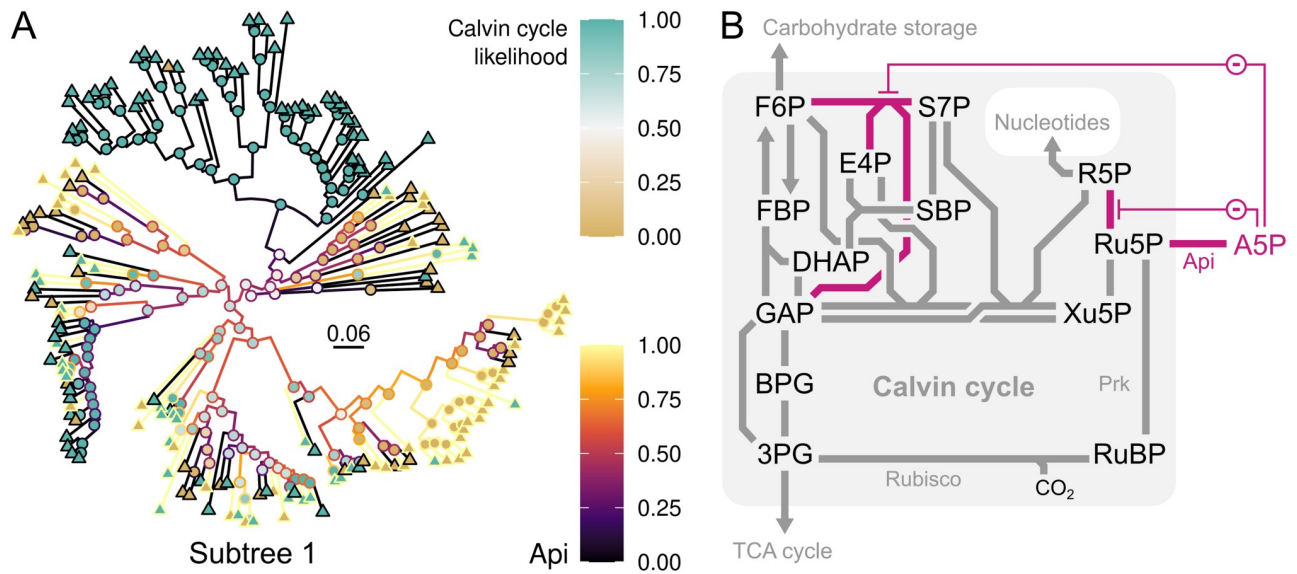 A
Calvin cycle
likelihood
1.00
0.75
0.50
0.25
0.00
0.06
1.00
0.75
0.50
0.25
0.00
Subtree 1
Api
B
Carbohydrate storage
F6P
S7P
Nucleotides
E4P
R5P
FBP
SBP
Ru5P
A5P
Api
DHAP
GAP
Xu5P
BPG
Calvin cycle
Prk
3PG
RuBP
Rubisco
CO₂
TCA cycle